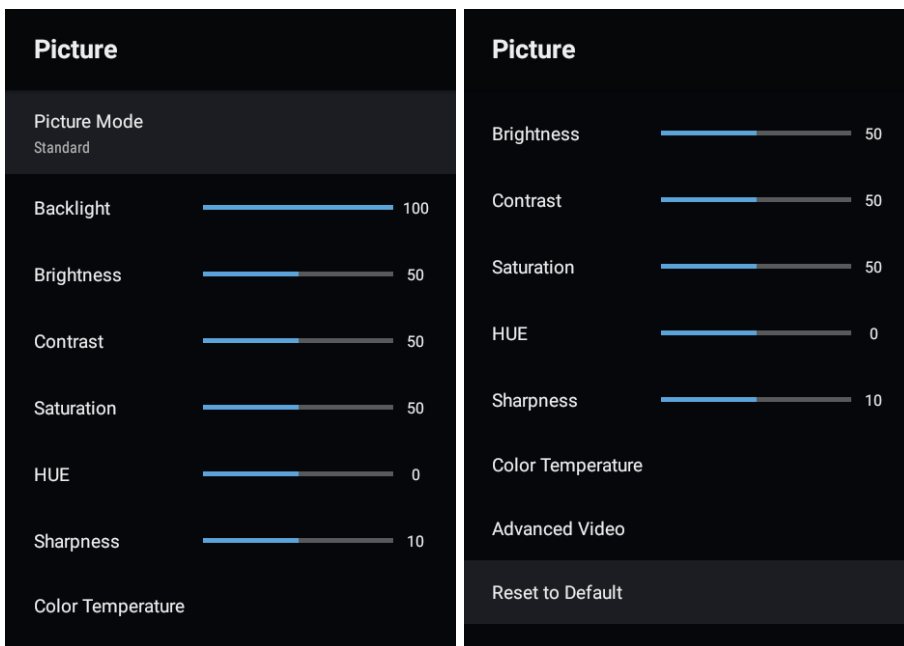 Picture
Picture Mode
Standard
Backlight 100
Brightness 50
Contrast 50
Saturation 50
HUE 0
Sharpness 10
Color Temperature
Picture
Brightness 50
Contrast 50
Saturation 50
HUE 0
Sharpness 10
Color Temperature
Advanced Video
Reset to Default